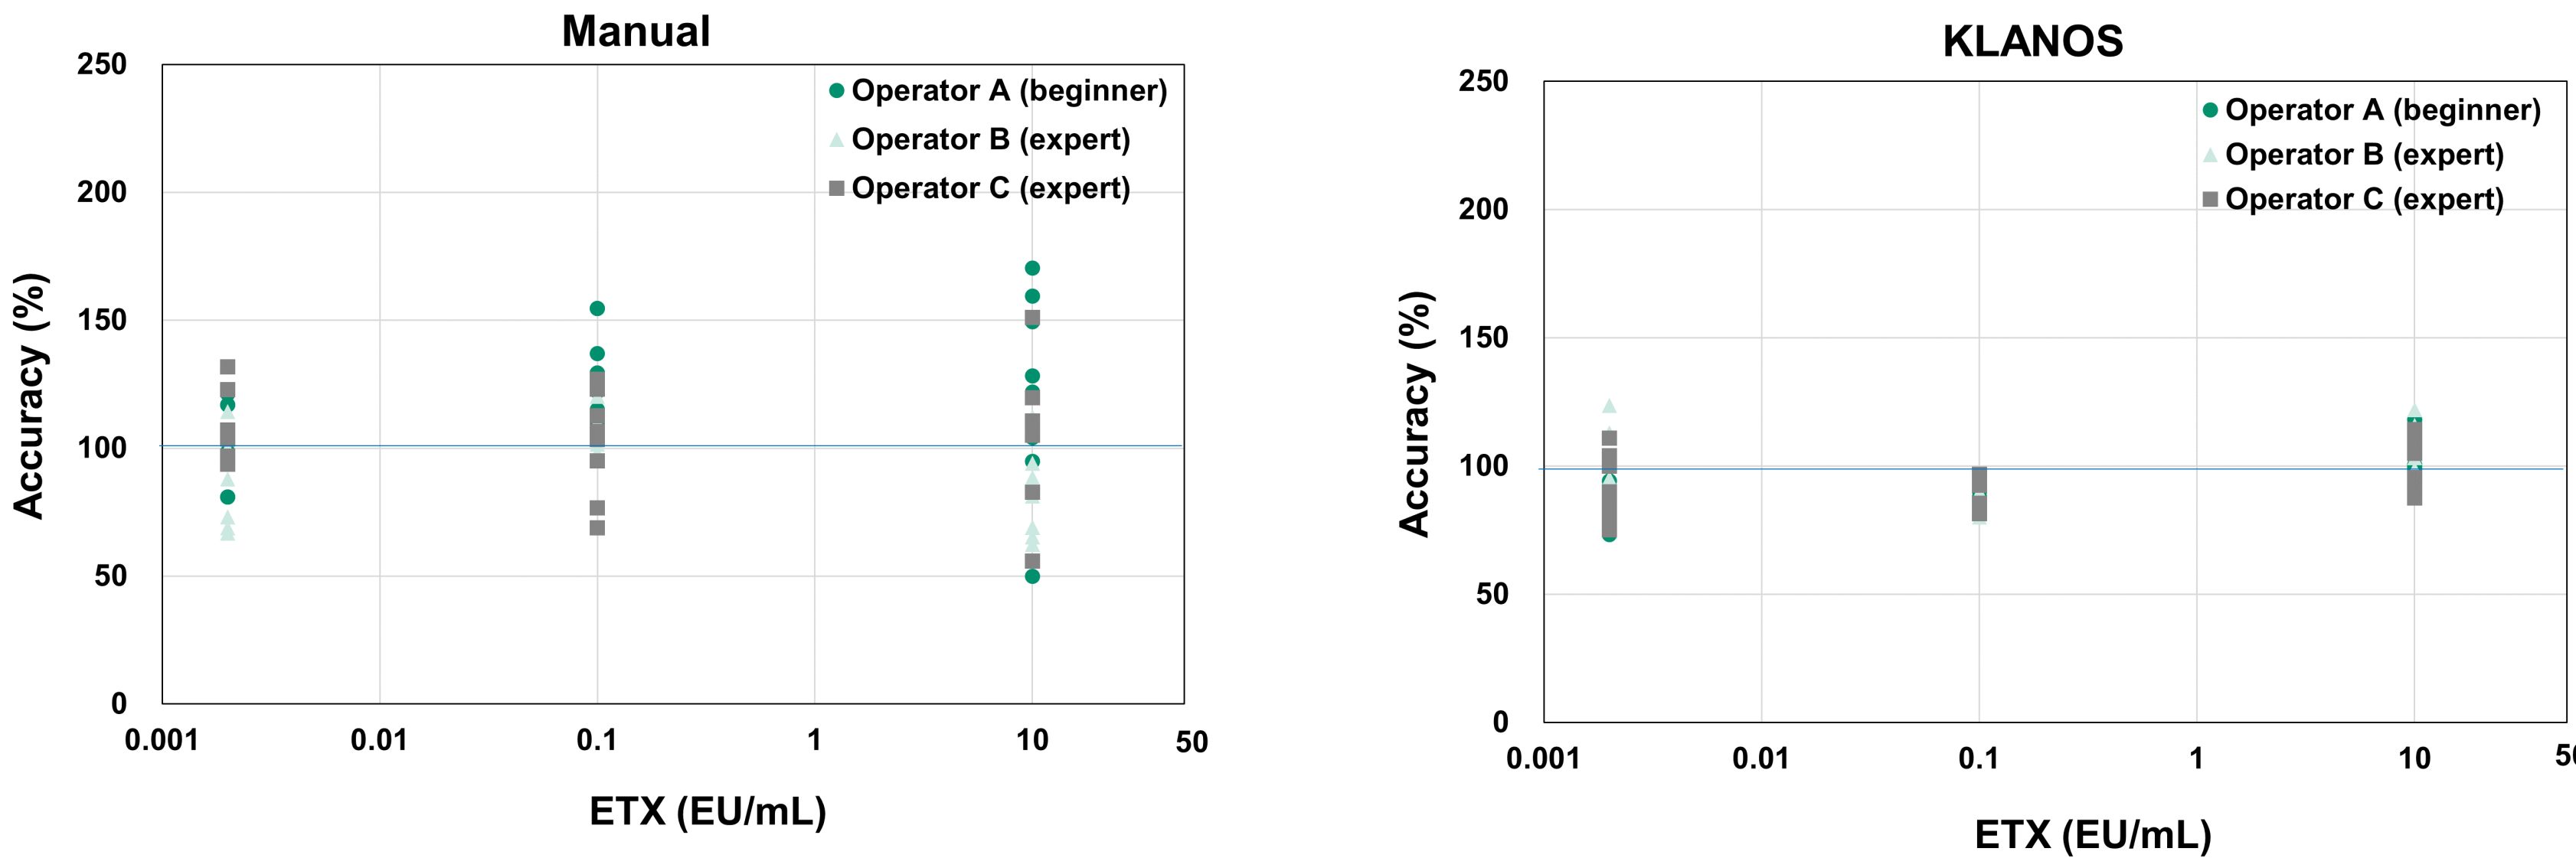 Manual
250
200
150
100
50
0
Accuracy (%)
Operator A (beginner)
Operator B (expert)
Operator C (expert)
0.001 0.01 0.1 1 10 50
ETX (EU/mL)
KLANOS
250
200
150
100
50
0
Accuracy (%)
Operator A (beginner)
Operator B (expert)
Operator C (expert)
0.001 0.01 0.1 1 10
ETX (EU/mL)